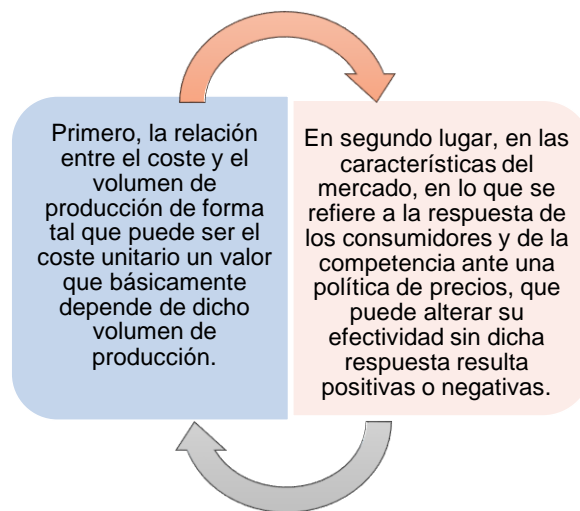 Primero, la relación
entre el coste y el
volumen de
producción de forma
tal que puede ser el
coste unitario un valor
que básicamente
depende de dicho
volumen de
producción.
En segundo lugar, en las
características del
mercado, en lo que se
refiere a la respuesta de
los consumidores y de la
competencia ante una
política de precios, que
puede alterar su
efectividad sin dicha
respuesta resulta
positivas o negativas.